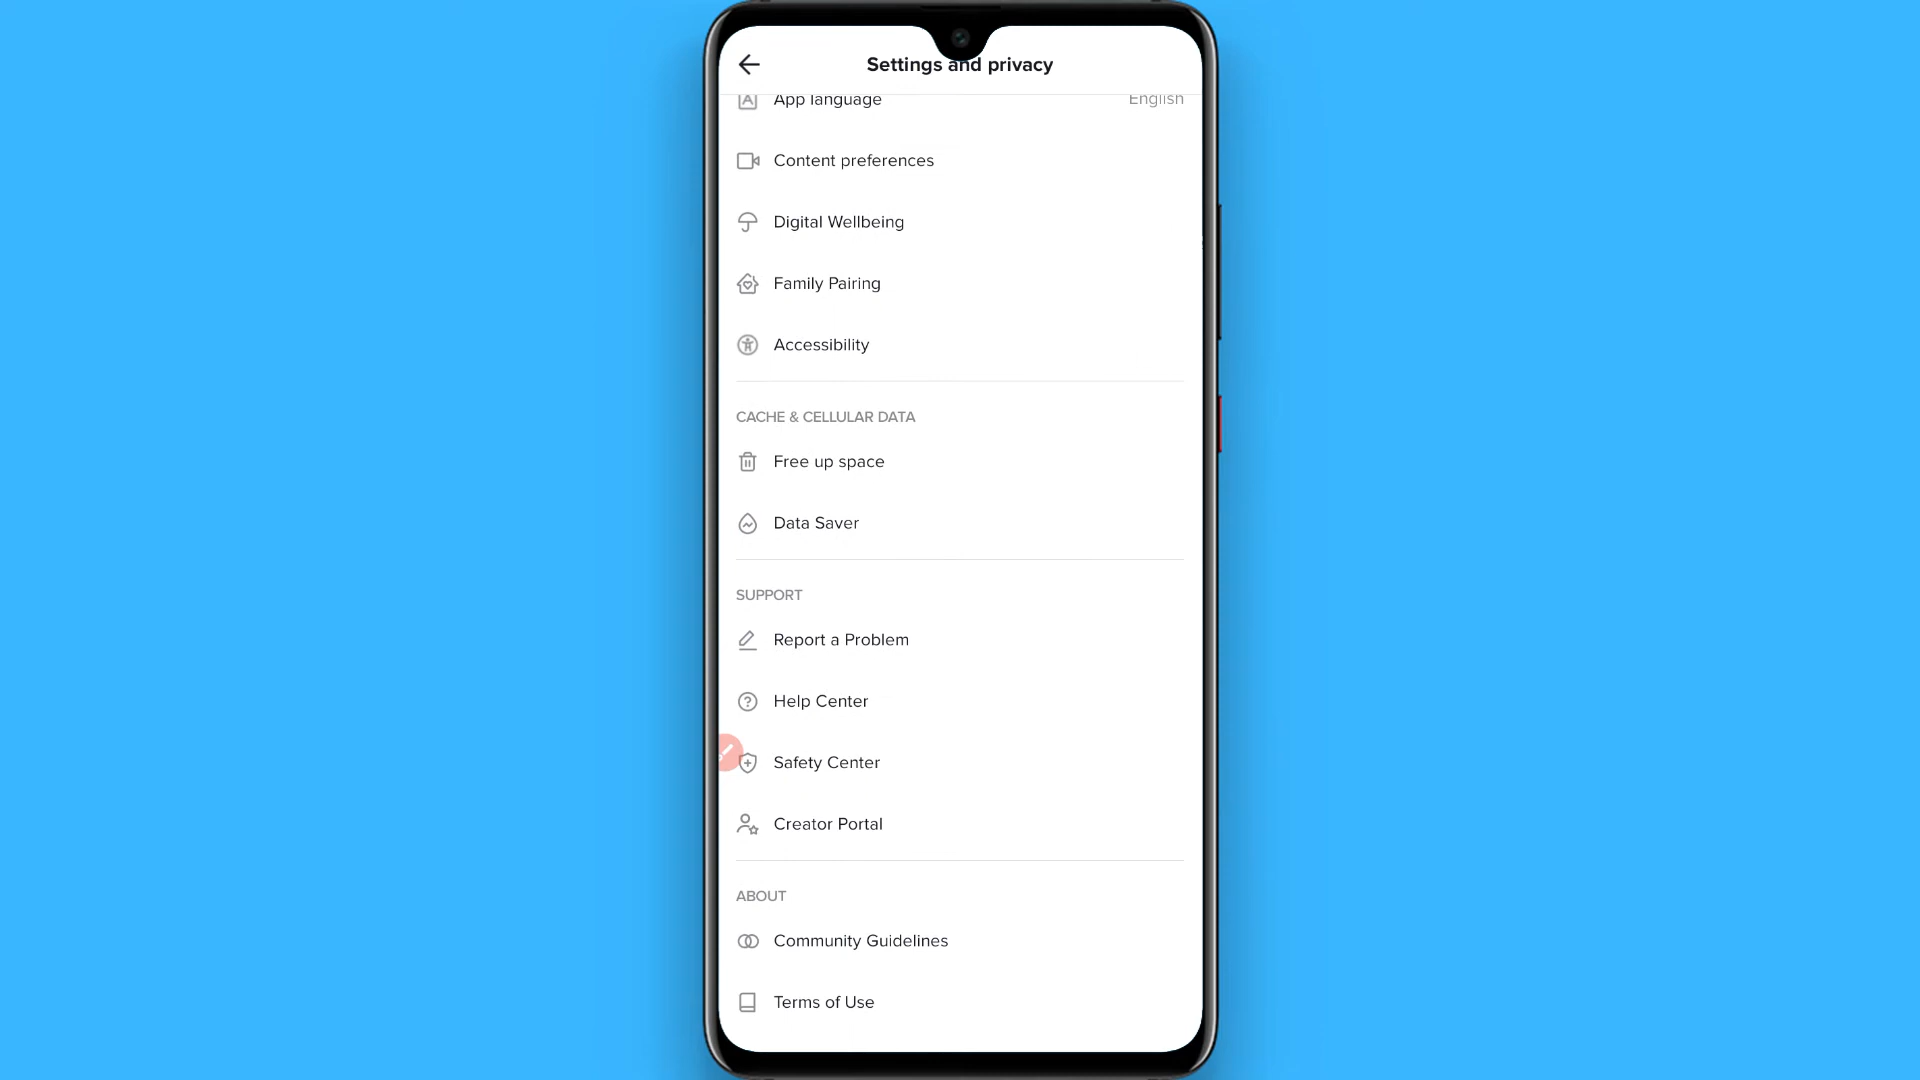 Settings and privacy
App language English
Content preferences
Digital Wellbeing
Family Pairing
Accessibility
CACHE & CELLULAR DATA
Free up space
Data Saver
SUPPORT
Report a Problem
Help Center
Safety Center
Creator Portal
ABOUT
Community Guidelines
Terms of Use